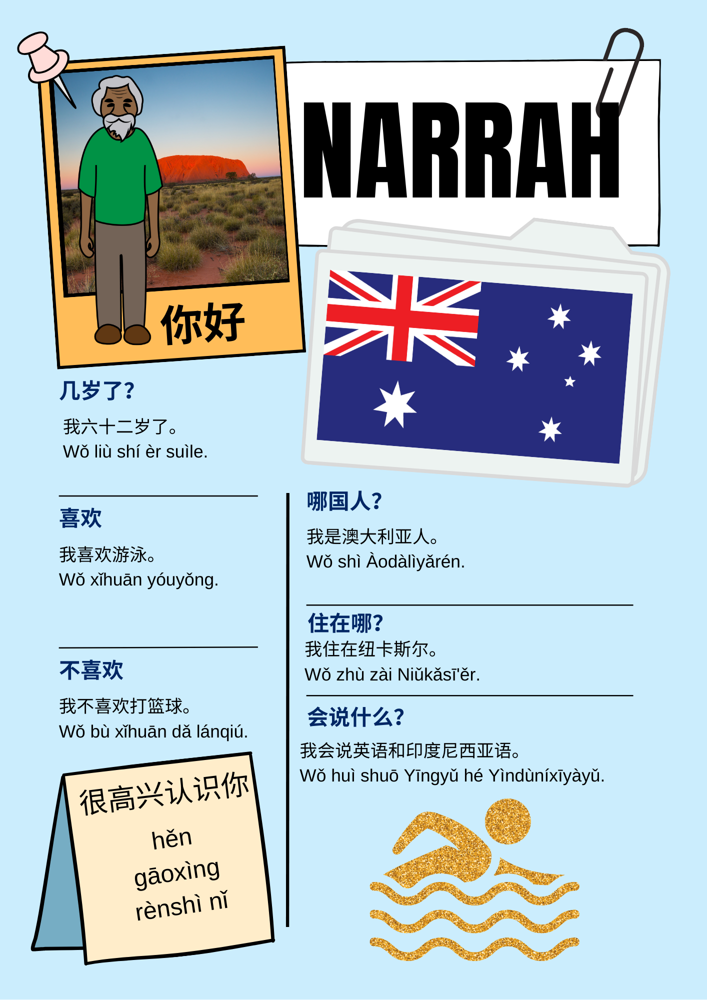 NARRAH
你好
几岁了？
我六十二岁了。
Wǒ liù shí èr suìle.
喜欢
我喜欢游泳。
Wǒ xǐhuān yóuyǒng.
不喜欢
我不喜欢打篮球。
Wǒ bù xǐhuān dǎ lánqiú.
很高兴认识你
hěn
gāoxìng
rènshì nǐ
哪国人？
我是澳大利亚人。
Wǒ shì Àodàlìyǎrén.
住在哪？
我住在纽卡斯尔。
Wǒ zhù zài Niǔkǎsī'ěr.
会说什么？
我会说英语和印度尼西亚语。
Wǒ huì shuō Yīngyǔ hé Yìndùníxīyàyǔ.